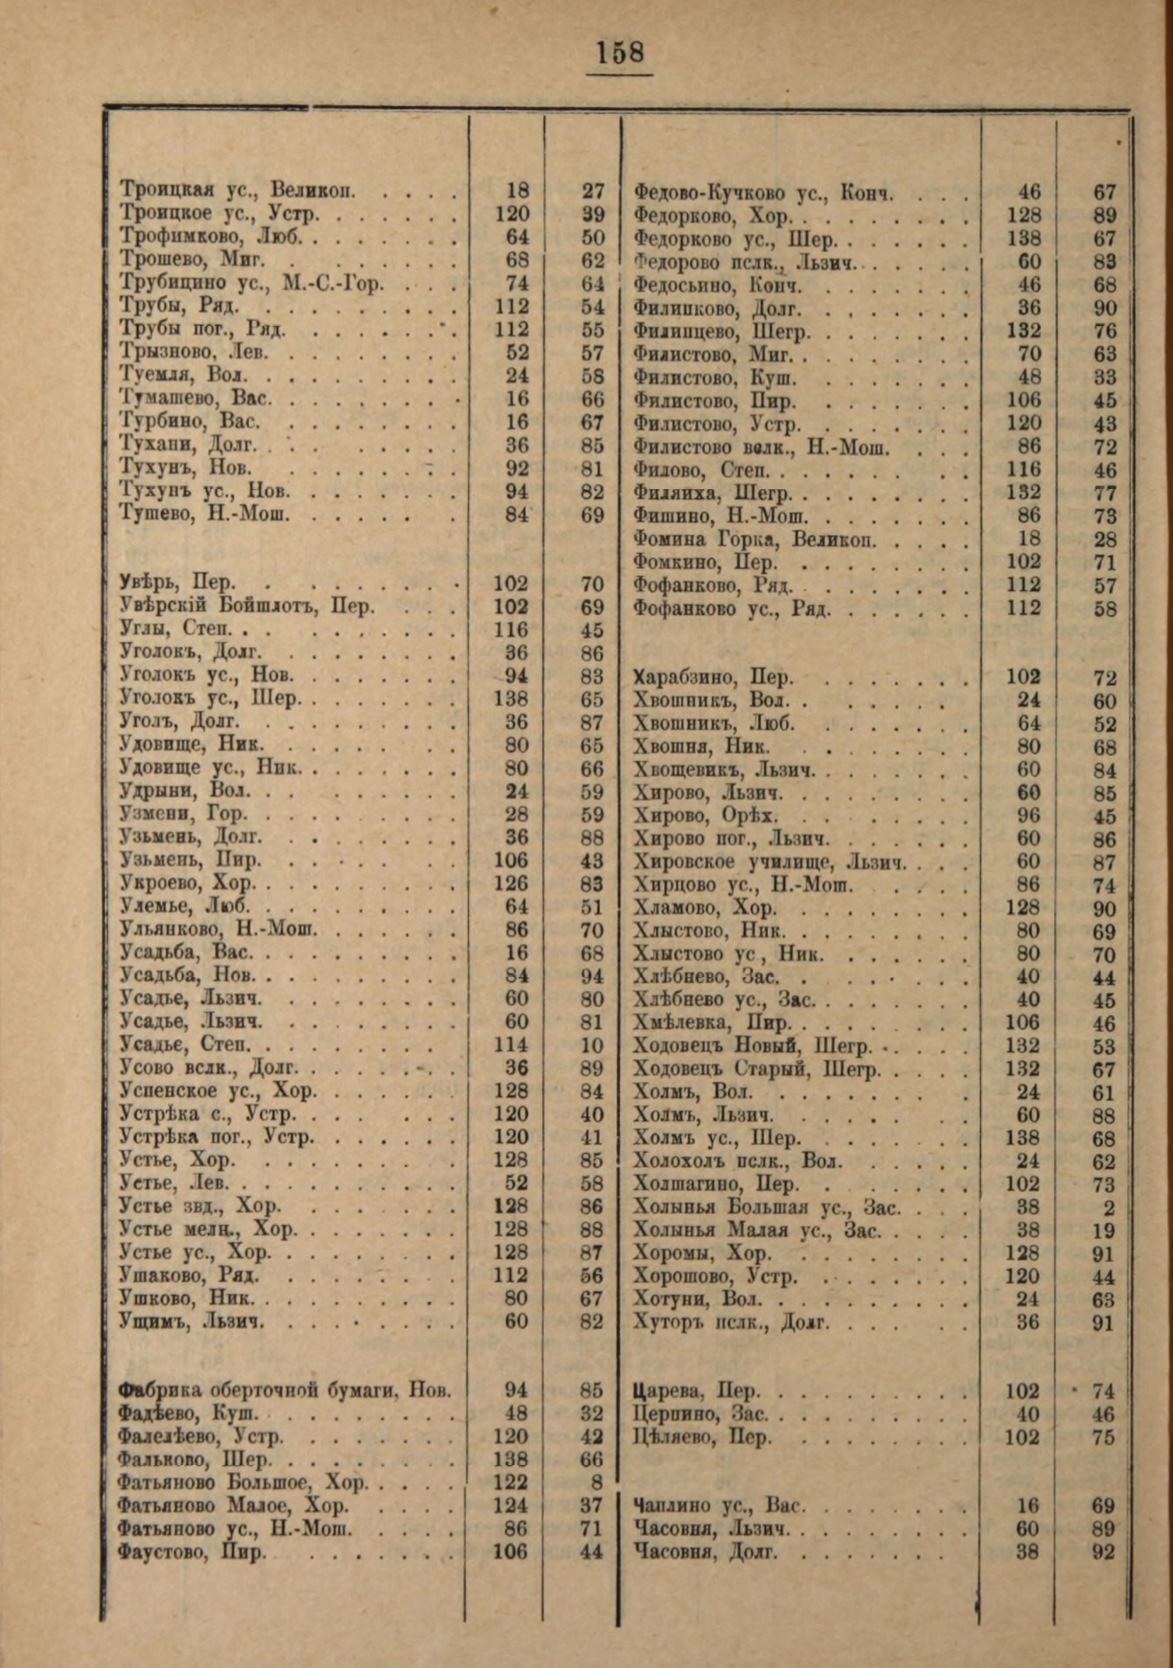 158
Троицкая ус., Великоп. 18 27
Троицкое ус., Устр. 120 39
Трофимково, Люб. 64 50
Трошево, Миг. 68 62
Трубицино ус., М.-С.-Гор. 74 64
Трубы, Ряд. 112 54
Трубы пог., Ряд. 112 55
Трызново, Лев. 52 57
Туемля, Вол. 24 58
Тумашево, Вас. 16 66
Турбино, Вас. 16 67
Тухани, Долг. 36 85
Тухунъ, Нов. 92 81
Тухунъ ус., Нов. 94 82
Тушево, Н.-Мош. 84 69
Увѣрь, Пер. 102 70
Увѣрскій Бойшлотъ, Пер. 102 69
Углы, Степ. 116 45
Уголокъ, Долг. 36 86
Уголокъ ус., Нов. 94 83
Уголокъ ус., Шер. 138 65
Уголъ, Долг. 36 87
Удовище, Ник. 80 65
Удовище ус., Ник. 80 66
Удрыни, Вол. 24 59
Узмени, Гор. 28 59
Узьмень, Долг. 36 88
Узьмень, Пир. 106 43
Укроево, Хор. 126 83
Улемье, Люб. 64 51
Ульянково, Н.-Мош. 86 70
Усадьба, Вас. 16 68
Усадьба, Нов. 84 94
Усадье, Льзич. 60 80
Усадье, Льзич. 60 81
Усадье, Степ. 114 10
Усово вслк., Долг. 36 89
Успенское ус., Хор. 128 84
Устрѣка с., Устр. 120 40
Устрѣка пог., Устр. 120 41
Устье, Хор. 128 85
Устье, Лев. 52 58
Устье звд., Хор. 128 86
Устье мелн., Хор. 128 88
Устье ус., Хор. 128 87
Ушаково, Ряд. 112 56
Ушково, Ник. 80 67
Ущимъ, Льзич. 60 82
Фабрика оберточной бумаги, Нов. 94 85
Фадѣево, Куш. 48 32
Фалелѣево, Устр. 120 42
Фальково, Шер. 138 66
Фатьяново Большое, Хор. 122 8
Фатьяново Малое, Хор. 124 37
Фатьяново ус., Н.-Мош. 86 71
Фаустово, Пир. 106 44
Федово-Кучково ус., Конч. 46 67
Федорково, Хор. 128 89
Федорково ус., Шер. 138 67
Федорово пслк., Льзич. 60 83
Федосьино, Конч. 46 68
Филипково, Долг. 36 90
Филипцево, Шегр. 132 76
Филистово, Миг. 70 63
Филистово, Куш. 48 33
Филистово, Пир. 106 45
Филистово, Устр. 120 43
Филистово вслк., Н.-Мош. 86 72
Филово, Степ. 116 46
Филяиха, Шегр. 132 77
Фишино, Н.-Мош. 86 73
Фомина Горка, Великоп. 18 28
Фомкино, Пер. 102 71
Фофанково, Ряд. 112 57
Фофанково ус., Ряд. 112 58
Харабзино, Пер. 102 72
Хвошникъ, Вол. 24 60
Хвошникъ, Люб. 64 52
Хвошня, Ник. 80 68
Хвощевикъ, Льзич. 60 84
Хирово, Льзич. 60 85
Хирово, Орѣх. 96 45
Хирово пог., Льзич. 60 86
Хировское училище, Льзич. 60 87
Хирцово ус., Н.-Мош. 86 74
Хламово, Хор. 128 90
Хлыстово, Ник. 80 69
Хлыстово ус, Ник. 80 70
Хлѣбнево, Зас. 40 44
Хлѣбнево ус., Зас. 40 45
Хмѣлевка, Пир. 106 46
Ходовецъ Новый, Шегр. 132 53
Ходовецъ Старый, Шегр. 132 67
Холмъ, Вол. 24 61
Холмъ, Льзич. 60 88
Холмъ ус., Шер. 138 68
Холохолъ пслк., Вол. 24 62
Холшагино, Пер. 102 73
Холынья Большая ус., Зас. 38 2
Холынья Малая ус., Зас. 38 19
Хоромы, Хор. 128 91
Хорошово, Устр. 120 44
Хотуни, Вол. 24 63
Хуторъ пслк., Долг. 36 91
Царева, Пер. 102 74
Церпино, Зас. 40 46
Цѣляево, Пер. 102 75
Чаплино ус., Вас. 16 69
Часовня, Льзич. 60 89
Часовня, Долг. 38 92